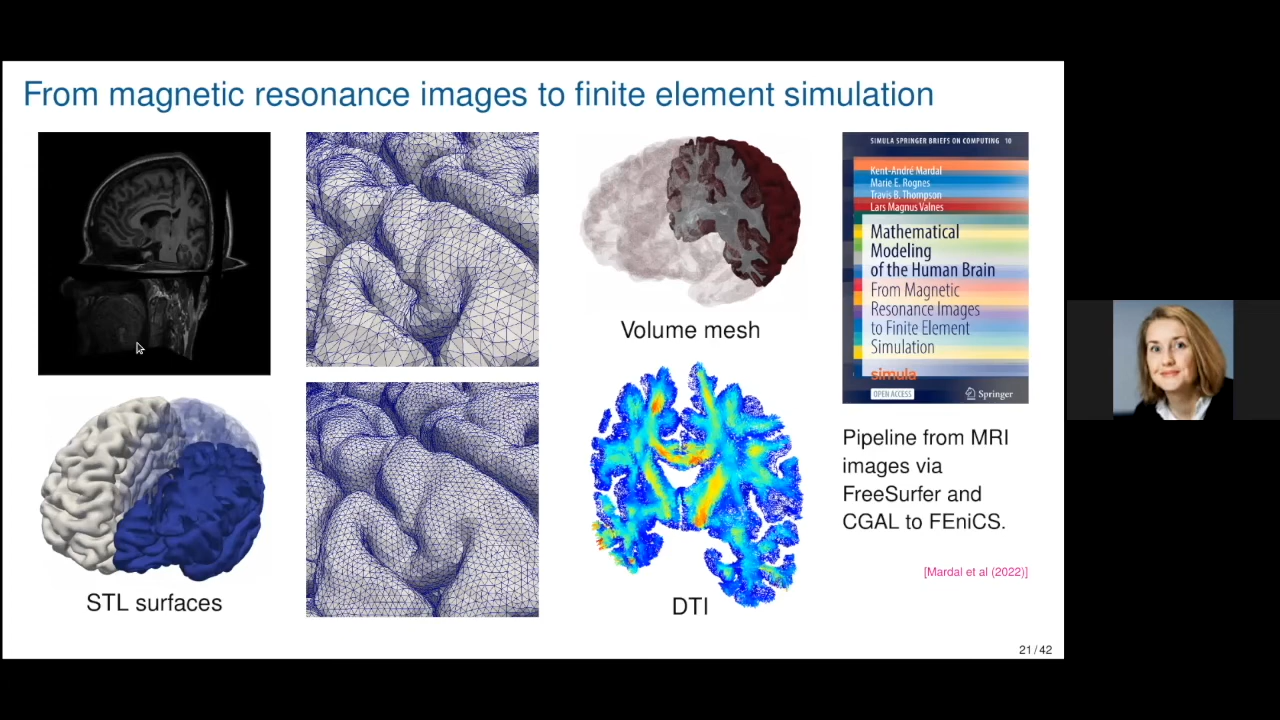 From magnetic resonance images to finite element simulation
STL surfaces
Volume mesh
DTI
SIMULA SPRINGER BRIEFS ON COMPUTING 10
Kent-André Mardal
Marie E. Rognes
Travis B. Thompson
Lars Magnus Valnes
Mathematical
Modeling
of the Human Brain
From Magnetic
Resonance Images
to Finite Element
Simulation
simula
OPEN ACCESS
Springer
Pipeline from MRI
images via
FreeSurfer and
CGAL to FEniCS.
[Mardal et al (2022)]
21/42